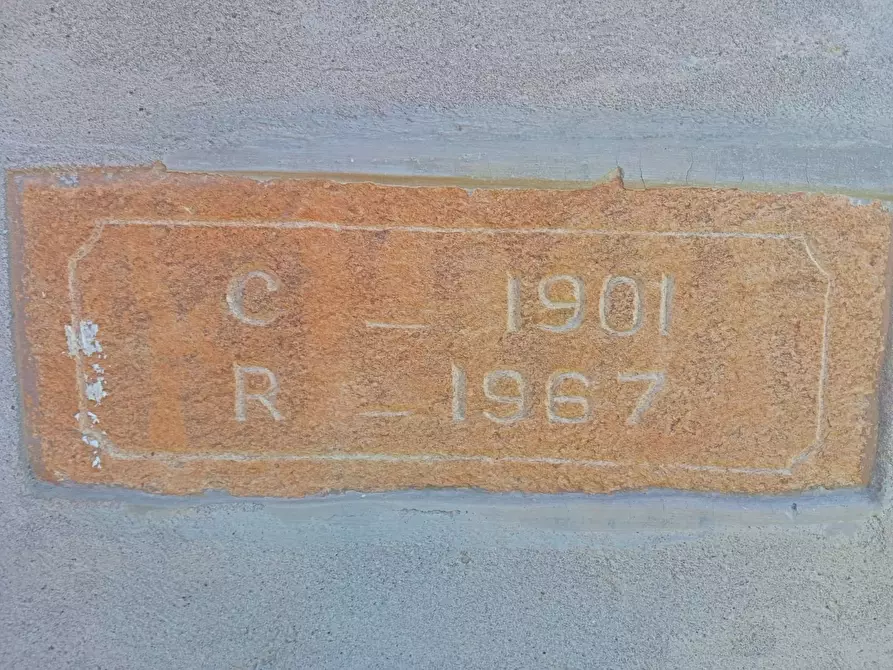 C – 1901
R – 1967